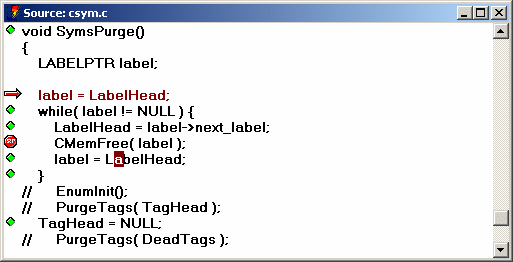 Source: csym.c
void SymsPurge()
{
LABELPTR label;
label = LabelHead;
while( label != NULL ) {
LabelHead = label->next_label;
CMemFree( label );
label = LabelHead;
}
// EnumInit();
// PurgeTags( TagHead );
TagHead = NULL;
// PurgeTags( DeadTags );